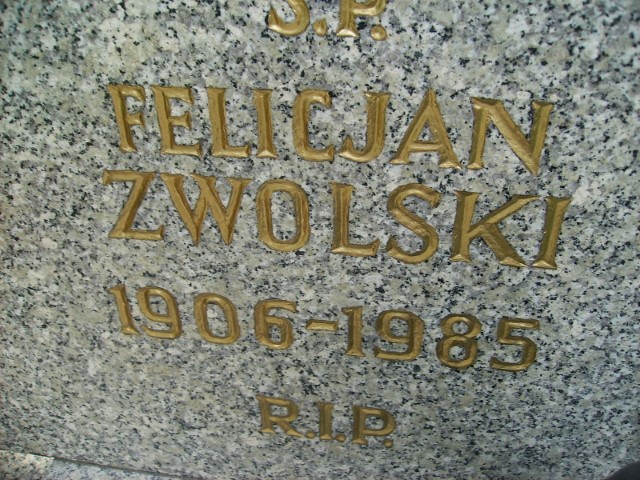 S.P.
FELICJAN
ZWOLSKI
1906-1985
R.I.P.